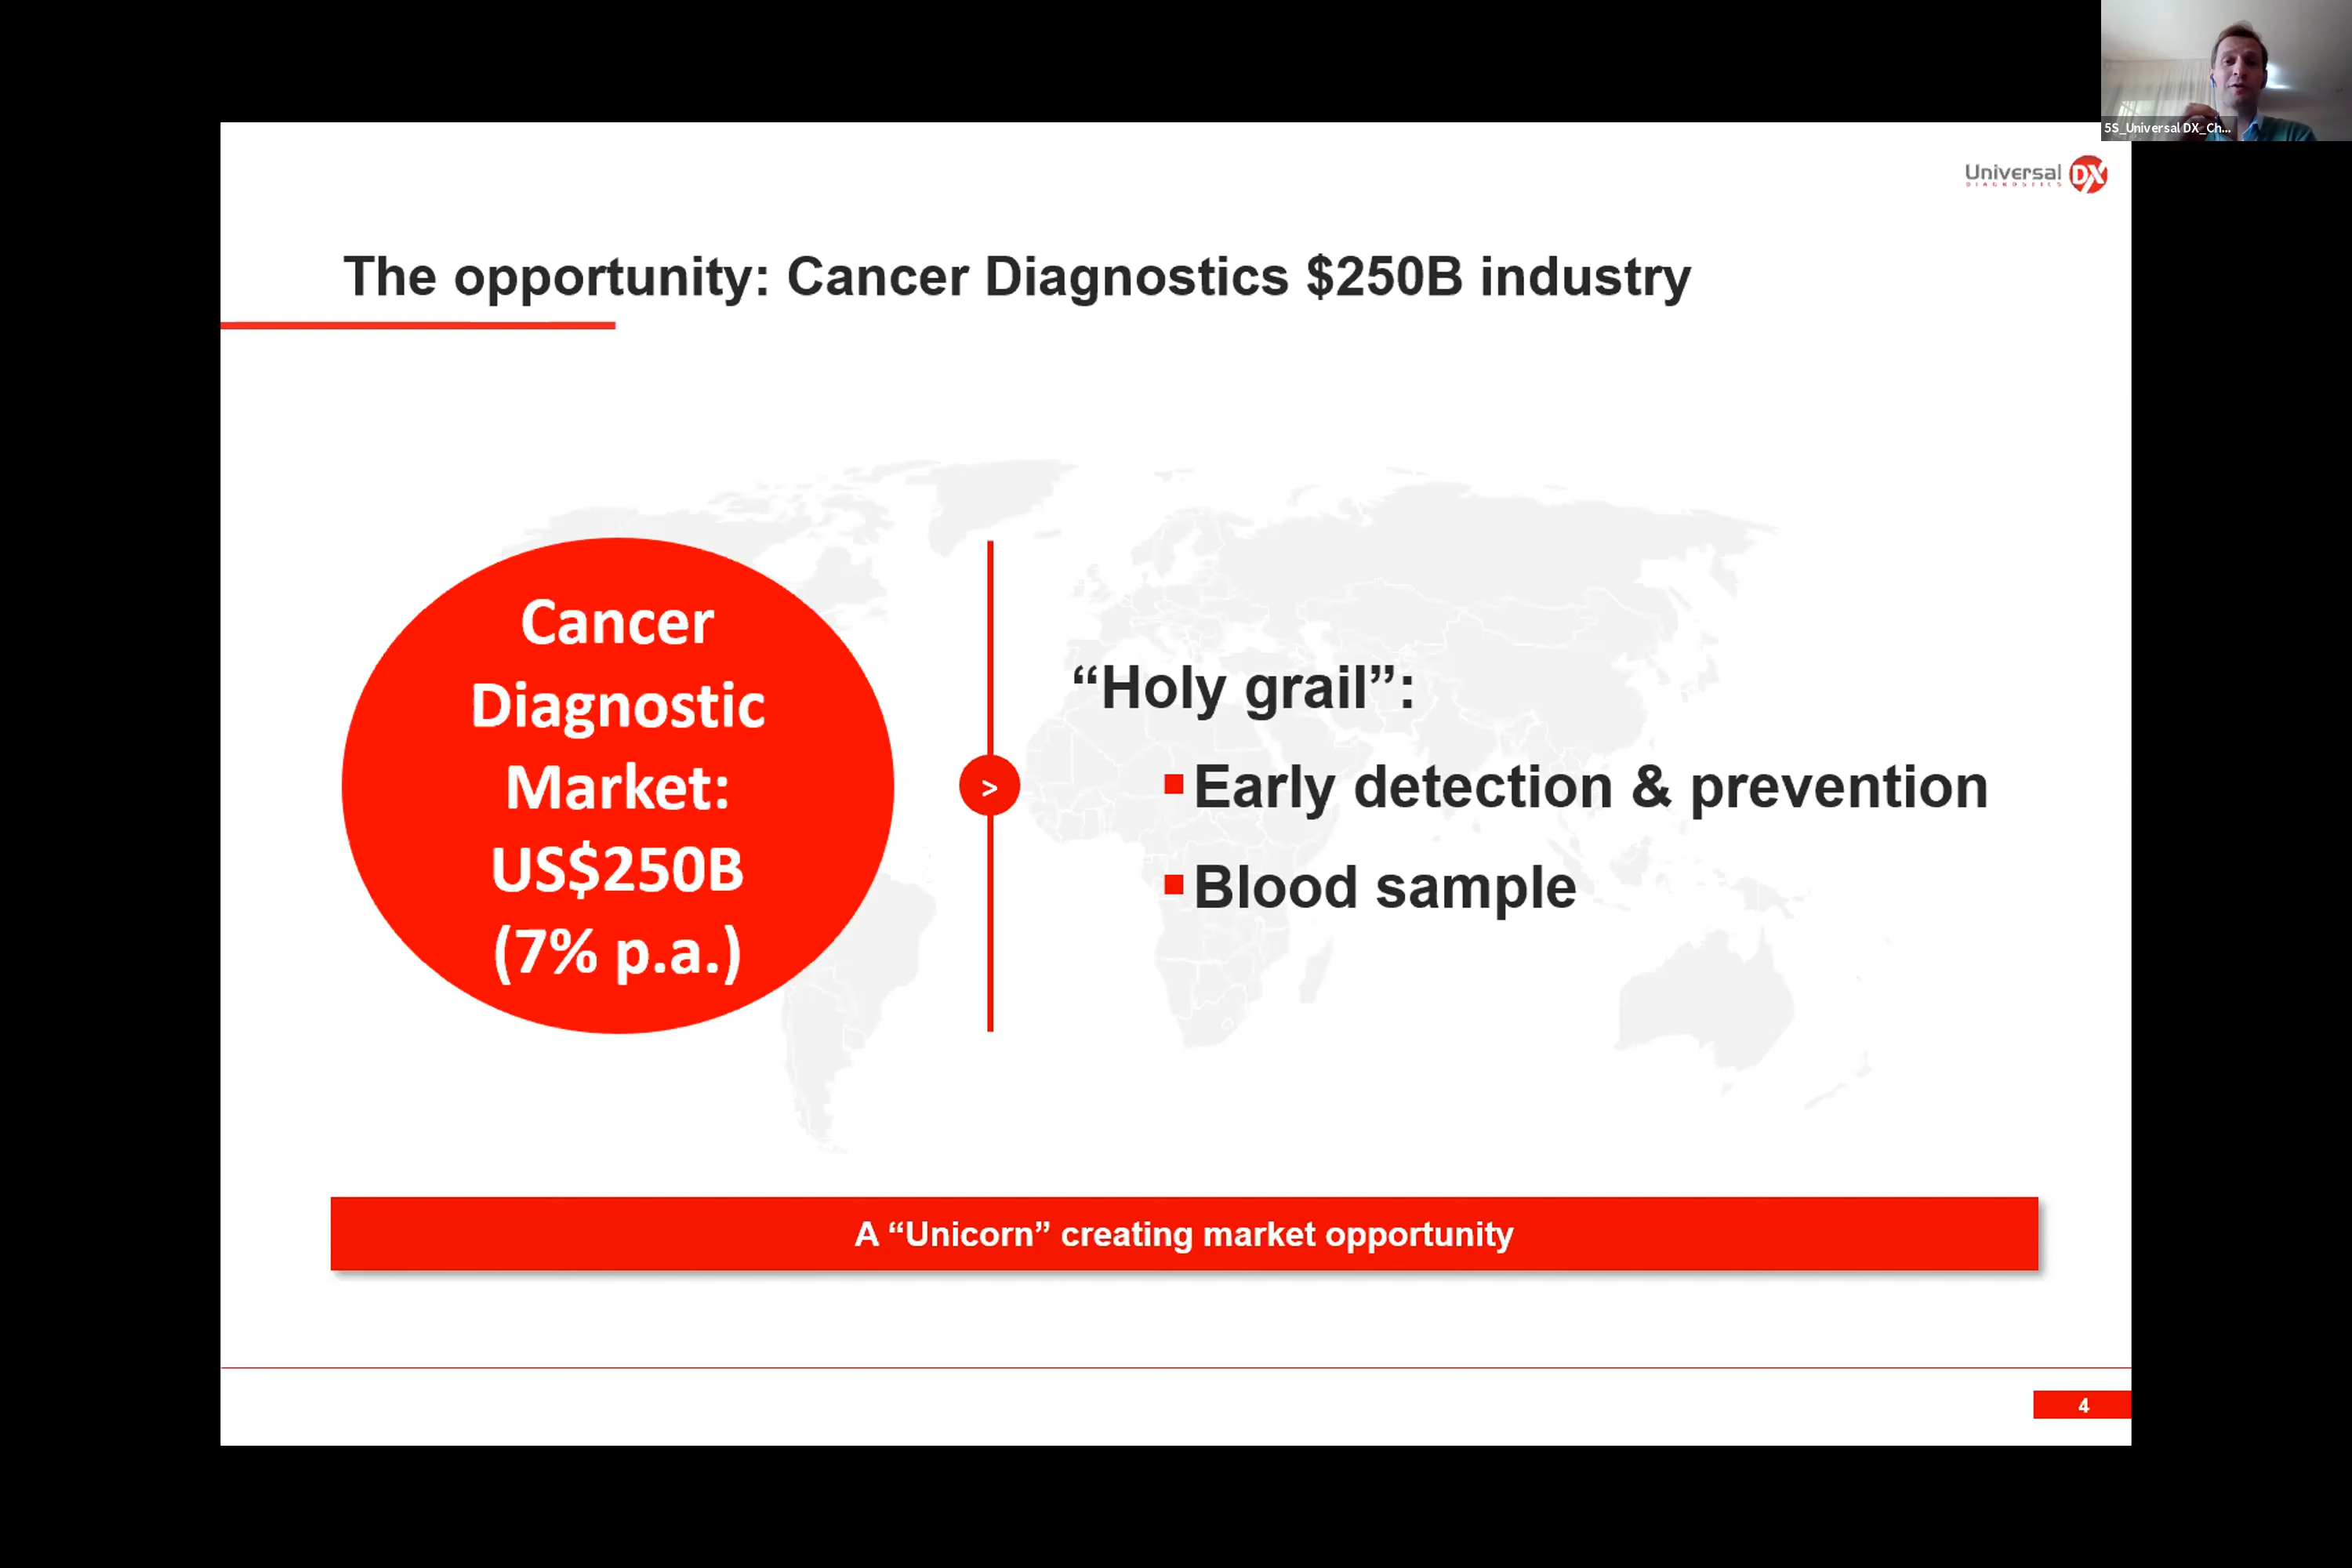 5S_Universal DX_Ch...
Universal DX
DIAGNOSTICS
The opportunity: Cancer Diagnostics $250B industry
Cancer
Diagnostic
Market:
US$250B
(7% p.a.)
>
“Holy grail”:
Early detection & prevention
Blood sample
A “Unicorn” creating market opportunity
4